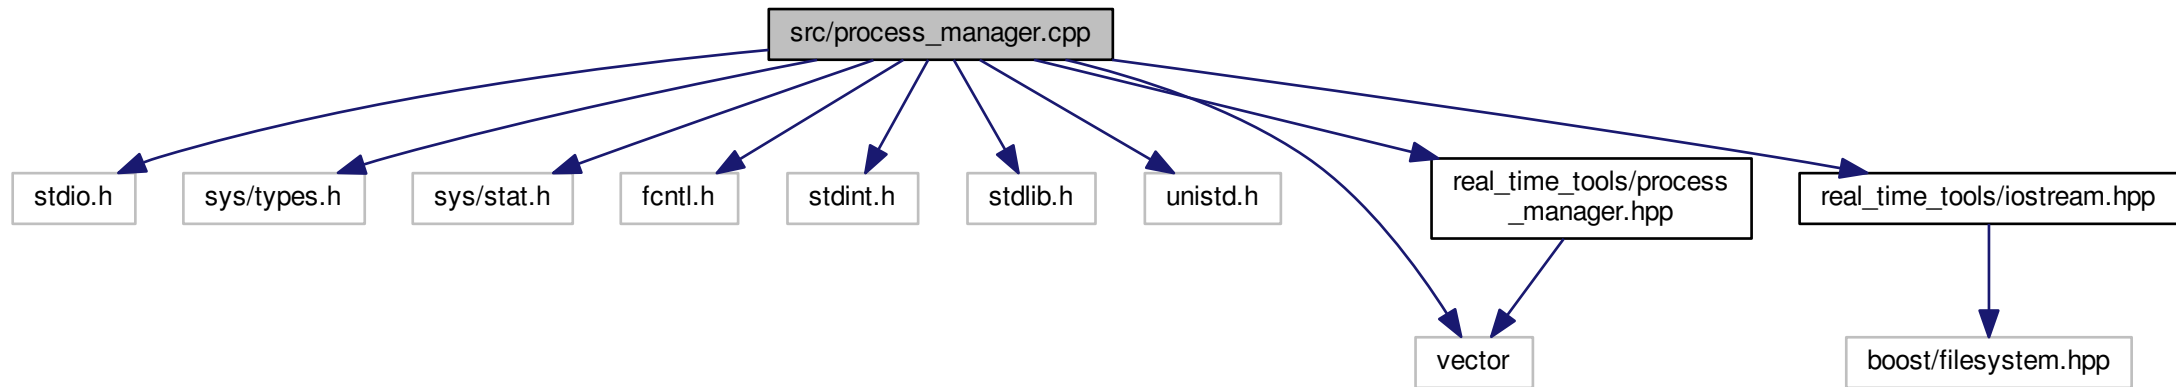 src/process_manager.cpp
stdio.h
sys/types.h
sys/stat.h
fcntl.h
stdint.h
stdlib.h
unistd.h
real_time_tools/process
_manager.hpp
real_time_tools/iostream.hpp
vector
boost/filesystem.hpp